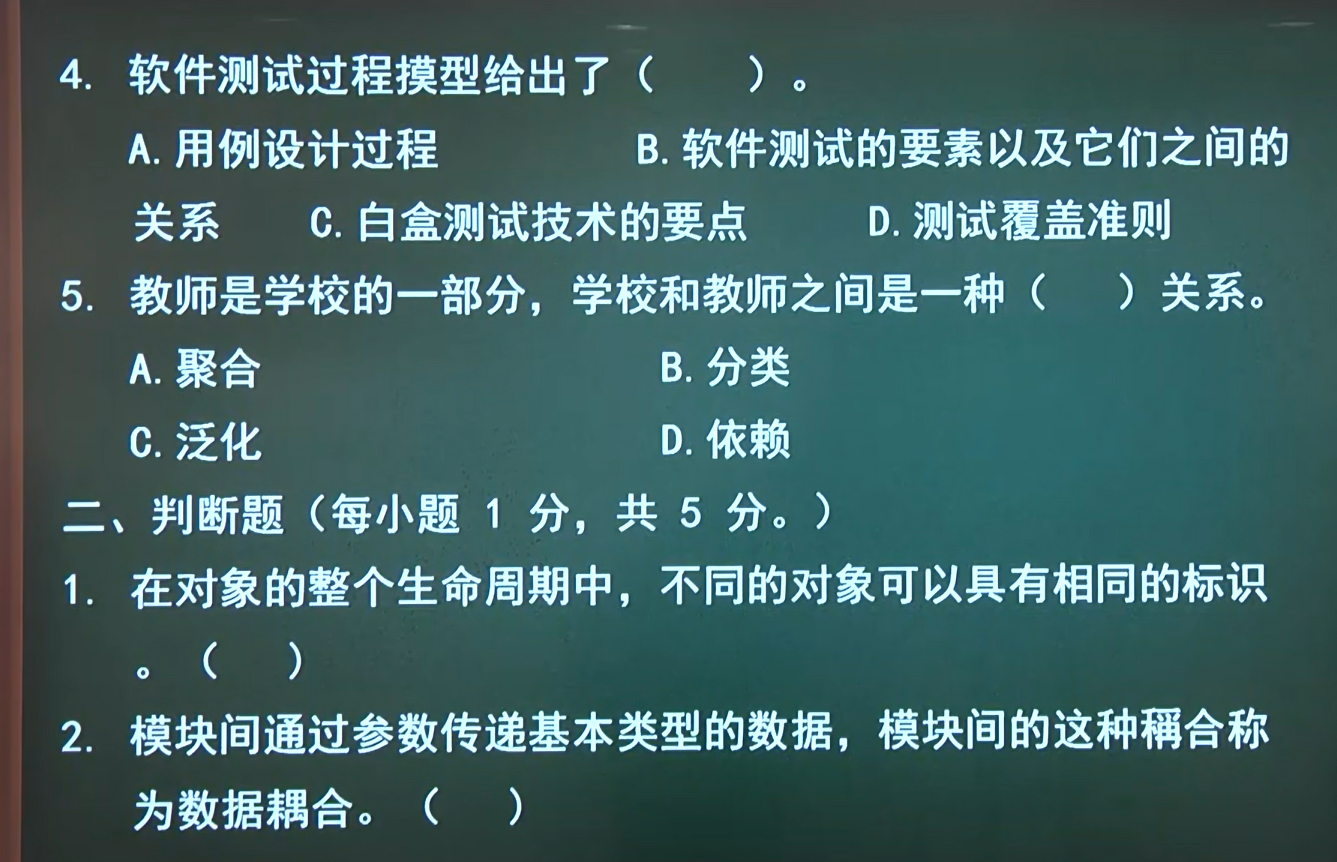 4. 软件测试过程摸型给出了（    ）。
A.用例设计过程    B.软件测试的要素以及它们之间的
关系    C.白盒测试技术的要点    D.测试覆盖准则
5. 教师是学校的一部分，学校和教师之间是一种（    ）关系。
A.聚合    B.分类
C.泛化    D.依赖
二、判断题（每小题 1 分，共 5 分。）
1. 在对象的整个生命周期中，不同的对象可以具有相同的标识
。（    ）
2. 模块间通过参数传递基本类型的数据，模块间的这种稱合称
为数据耦合。（    ）